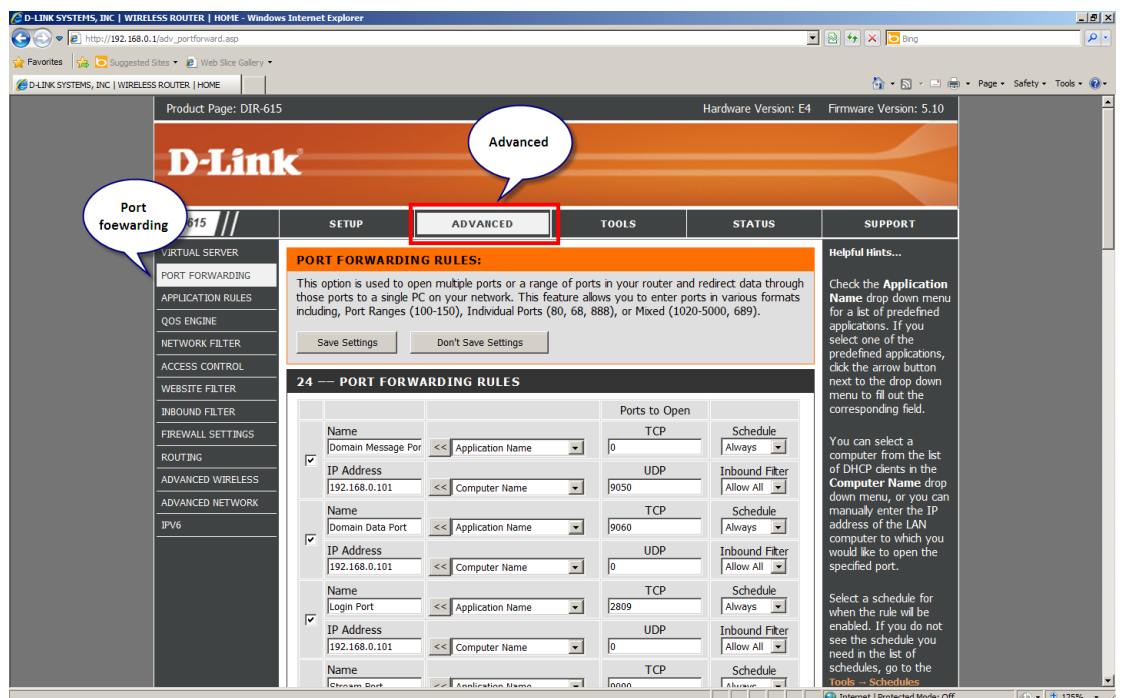 D-LINK SYSTEMS, INC | WIRELESS ROUTER | HOME - Windows Internet Explorer
http://192.168.0.1/adv_portforward.asp
Bing
Favorites
Suggested Sites
Web Slice Gallery
D-LINK SYSTEMS, INC | WIRELESS ROUTER | HOME
Page Safety Tools
Product Page: DIR-615 Hardware Version: E4 Firmware Version: 5.10
D-Link
Advanced
Port
foewarding
615 SETUP ADVANCED TOOLS STATUS SUPPORT
VIRTUAL SERVER
PORT FORWARDING
APPLICATION RULES
QOS ENGINE
NETWORK FILTER
ACCESS CONTROL
WEBSITE FILTER
INBOUND FILTER
FIREWALL SETTINGS
ROUTING
ADVANCED WIRELESS
ADVANCED NETWORK
IPV6
PORT FORWARDING RULES:
This option is used to open multiple ports or a range of ports in your router and redirect data through
those ports to a single PC on your network. This feature allows you to enter ports in various formats
including, Port Ranges (100-150), Individual Ports (80, 68, 888), or Mixed (1020-5000, 689).
Save Settings Don't Save Settings
24 -- PORT FORWARDING RULES
Ports to Open
Name TCP Schedule
Domain Message Por << Application Name 0 Always
IP Address UDP Inbound Filter
192.168.0.101 << Computer Name 9050 Allow All
Name TCP Schedule
Domain Data Port << Application Name 9060 Always
IP Address UDP Inbound Filter
192.168.0.101 << Computer Name 0 Allow All
Name TCP Schedule
Login Port << Application Name 2809 Always
IP Address UDP Inbound Filter
192.168.0.101 << Computer Name 0 Allow All
Name TCP Schedule
Stream Port << Application Name Always
Helpful Hints...
Check the Application
Name drop down menu
for a list of predefined
applications. If you
select one of the
predefined applications,
click the arrow button
next to the drop down
menu to fill out the
corresponding field.
You can select a
computer from the list
of DHCP clients in the
Computer Name drop
down menu, or you can
manually enter the IP
address of the LAN
computer to which you
would like to open the
specified port.
Select a schedule for
when the rule will be
enabled. If you do not
see the schedule you
need in the list of
schedules, go to the
Tools → Schedules
Internet | Protected Mode: Off 125%